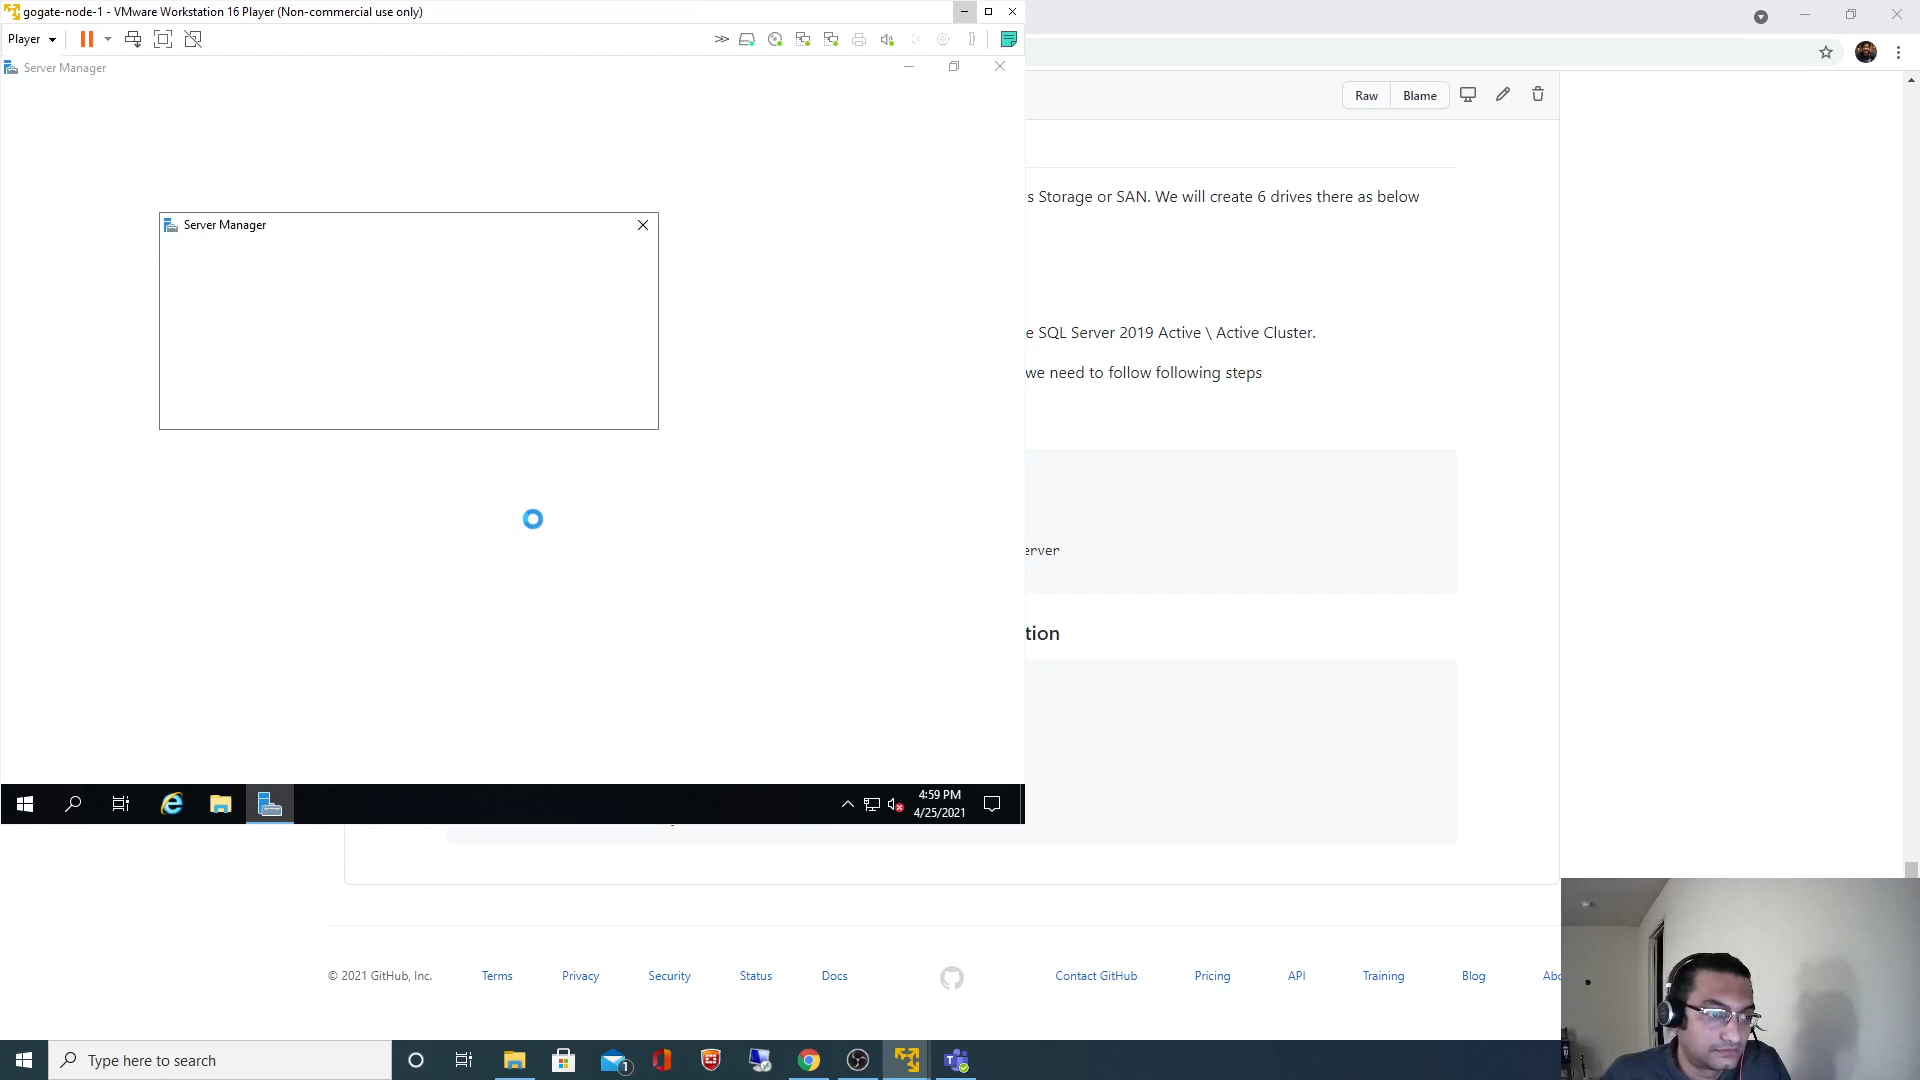 gogate-node-1 - VMware Workstation 16 Player (Non-commercial use only)
Player
Server Manager
Server Manager
Raw
Blame
s Storage or SAN. We will create 6 drives there as below
e SQL Server 2019 Active \ Active Cluster.
we need to follow following steps
erver
tion
4:59 PM
4/25/2021
© 2021 GitHub, Inc.
Terms
Privacy
Security
Status
Docs
Contact GitHub
Pricing
API
Training
Blog
Abo
Type here to search
1